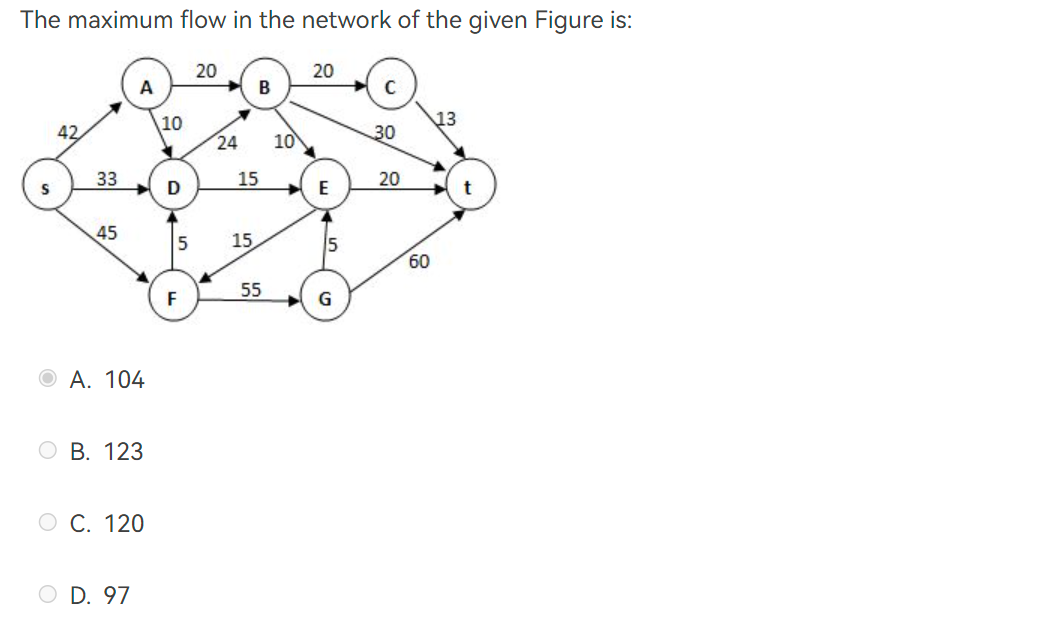 The maximum flow in the network of the given Figure is:
20
20
A
B
C
42
10
13
24
10
30
33
15
20
s
D
E
t
45
5
15
5
60
55
F
G
A. 104
B. 123
C. 120
D. 97